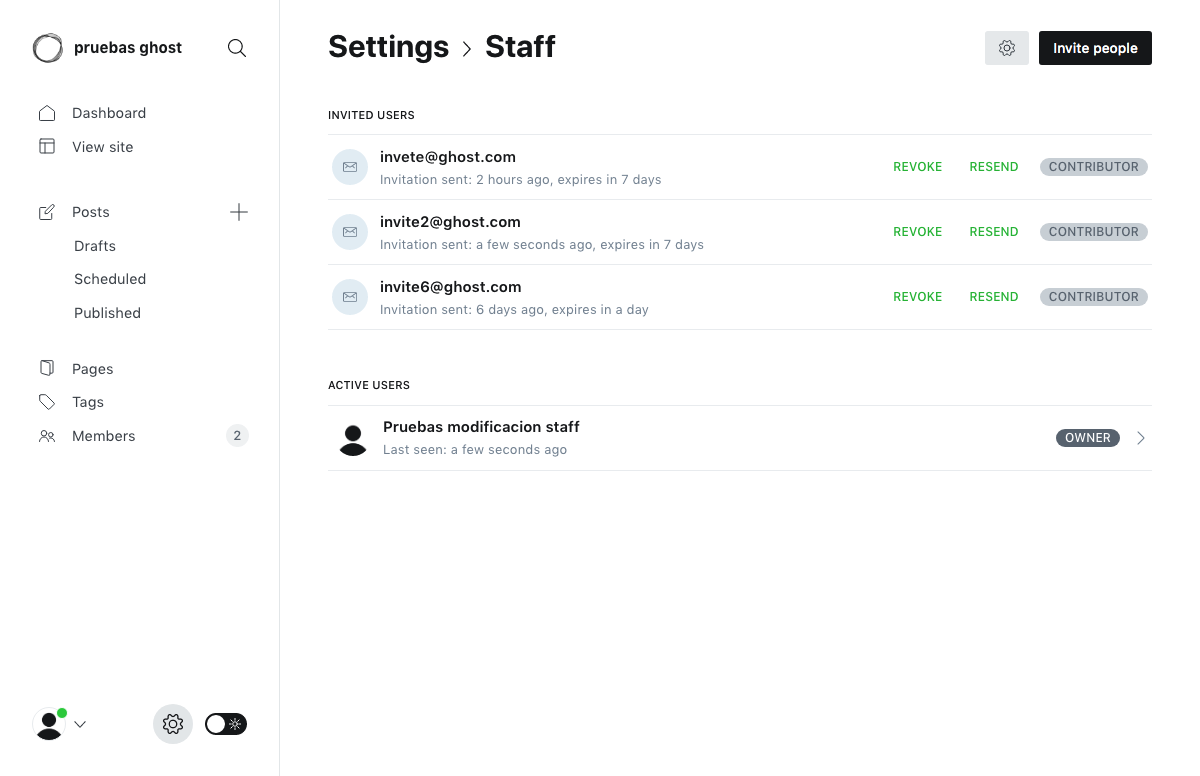 pruebas ghost
Dashboard
View site
Posts
Drafts
Scheduled
Published
Pages
Tags
Members 2
Settings > Staff
Invite people
INVITED USERS
invete@ghost.com
Invitation sent: 2 hours ago, expires in 7 days
REVOKE RESEND CONTRIBUTOR
invite2@ghost.com
Invitation sent: a few seconds ago, expires in 7 days
REVOKE RESEND CONTRIBUTOR
invite6@ghost.com
Invitation sent: 6 days ago, expires in a day
REVOKE RESEND CONTRIBUTOR
ACTIVE USERS
Pruebas modificacion staff
Last seen: a few seconds ago
OWNER